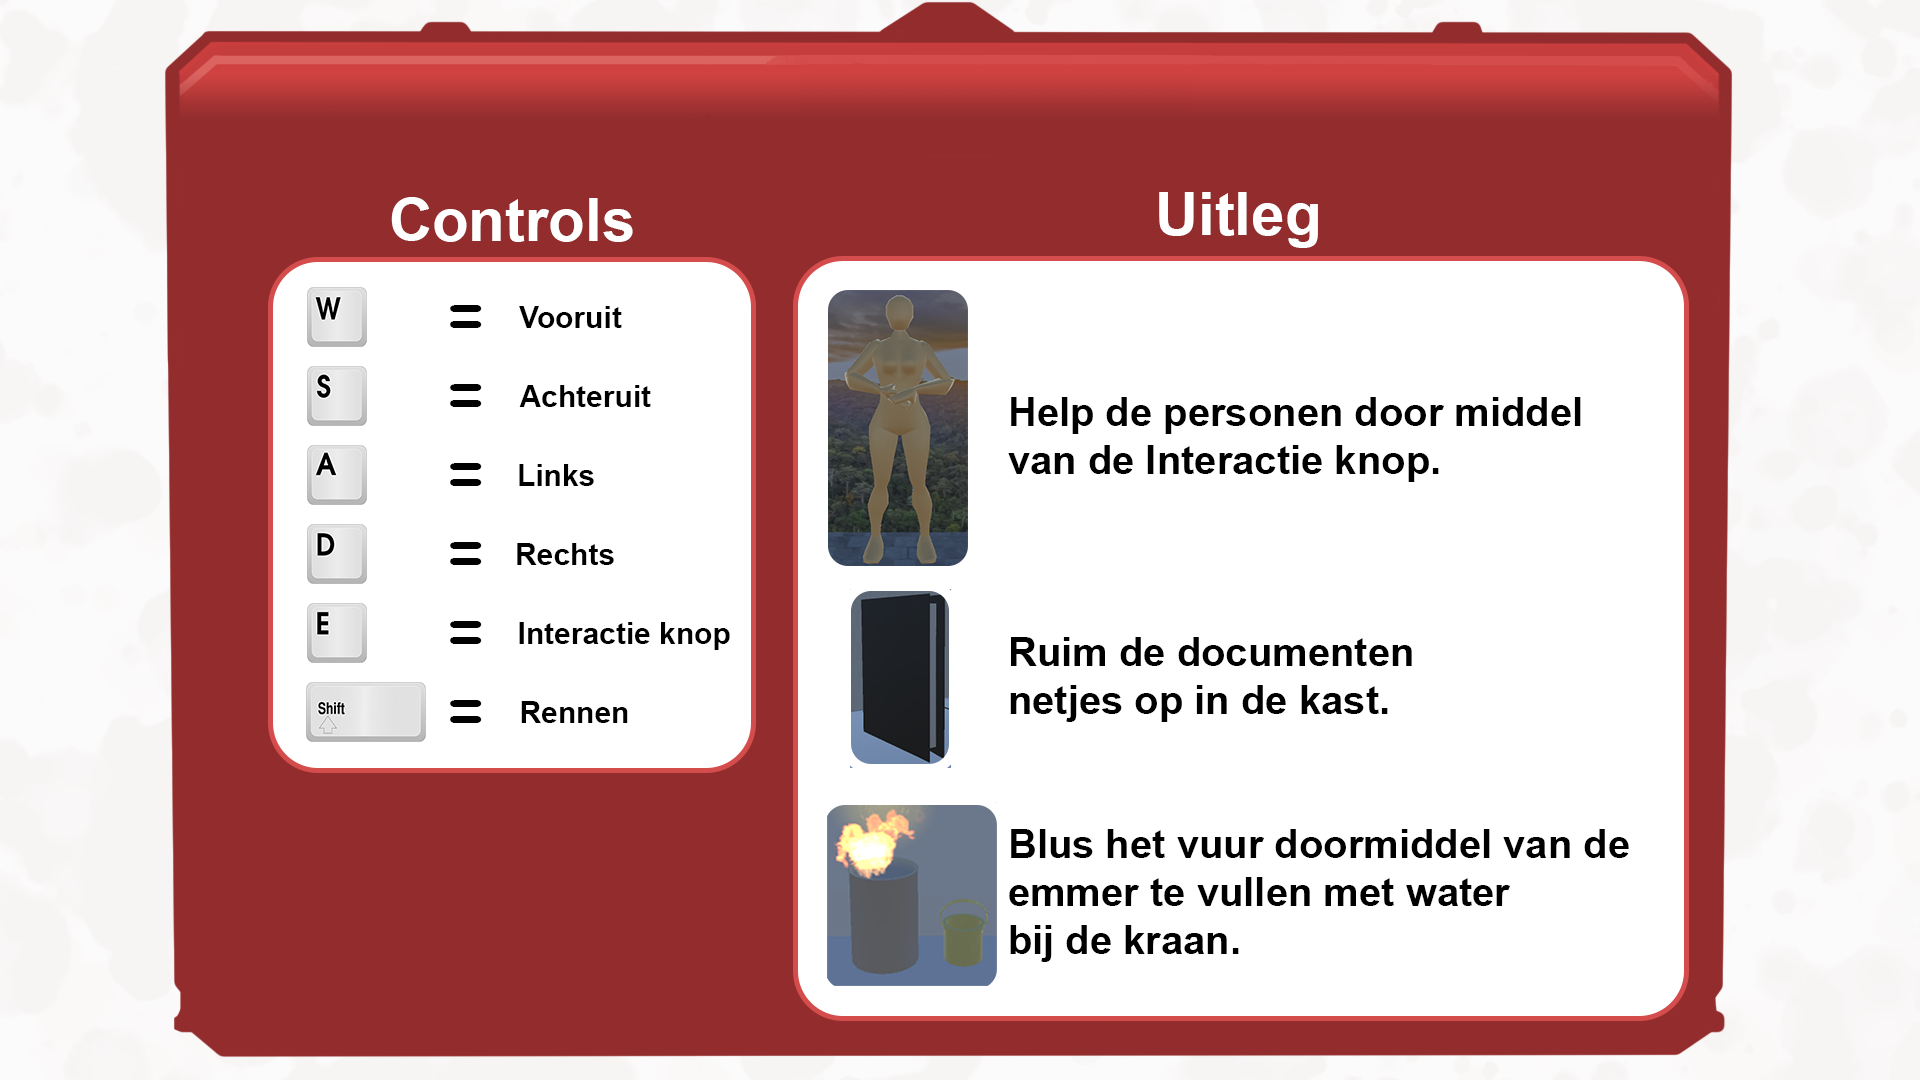 Controls
W = Vooruit
S = Achteruit
A = Links
D = Rechts
E = Interactie knop
Shift = Rennen
Uitleg
Help de personen door middel
van de Interactie knop.
Ruim de documenten
netjes op in de kast.
Blus het vuur doormiddel van de
emmer te vullen met water
bij de kraan.